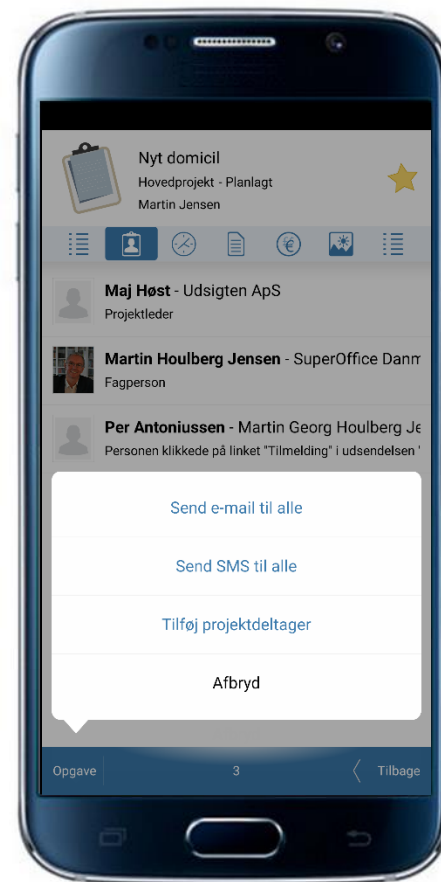 Nyt domicil
Hovedprojekt - Planlagt
Martin Jensen
Maj Høst - Udsigten ApS
Projektleder
Martin Houlberg Jensen - SuperOffice Danm
Fagperson
Per Antoniussen - Martin Georg Houlberg Je
Personen klikkede på linket "Tilmelding" i udsendelsen "
Send e-mail til alle
Send SMS til alle
Tilføj projektdeltager
Afbryd
Opgave 3 Tilbage